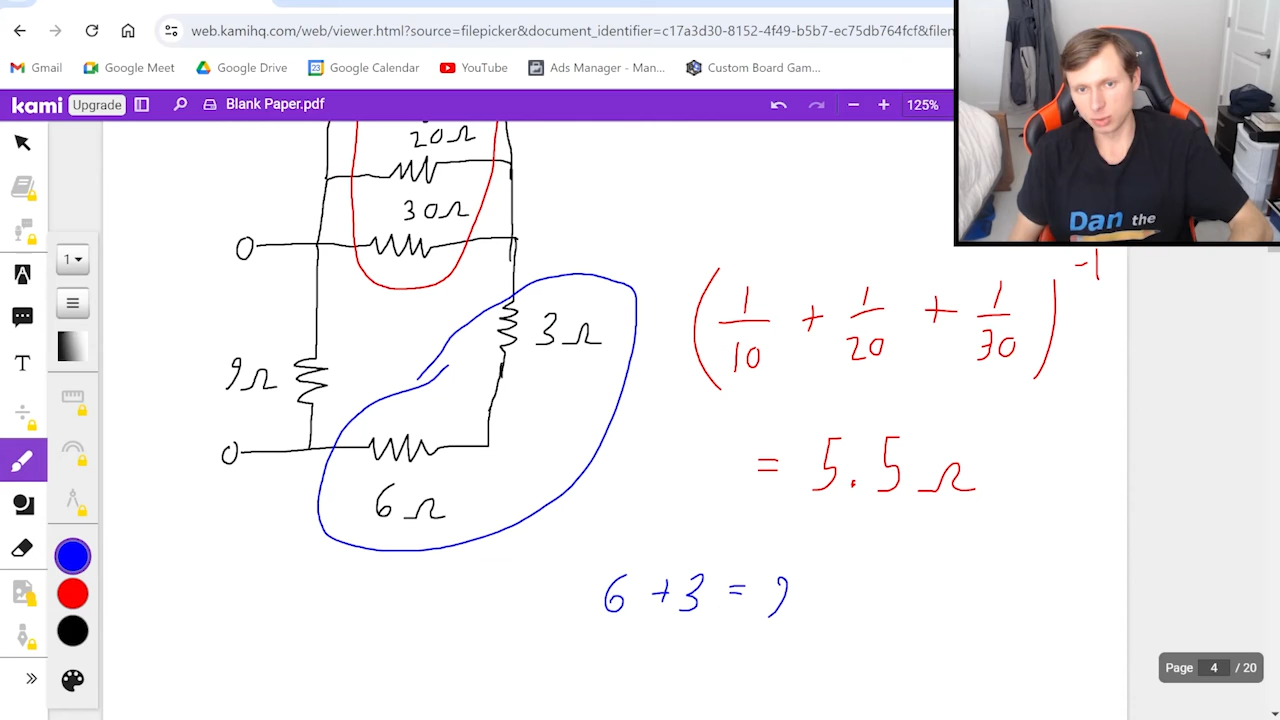 web.kamihq.com/web/viewer.html?source=filepicker&document_identifier=c17a3d30-8152-4f49-b5b7-ec75db764fcf&filen
Gmail Google Meet Google Drive 23 Google Calendar YouTube Ads Manager - Man... Custom Board Gam...
kami Upgrade Blank Paper.pdf 125%
20Ω
30Ω
O
3Ω
9Ω
O
6Ω
(1/10 + 1/20 + 1/30)^-1
= 5.5Ω
6 + 3 = 9
1
T
A
Dan the
Page 4 / 20